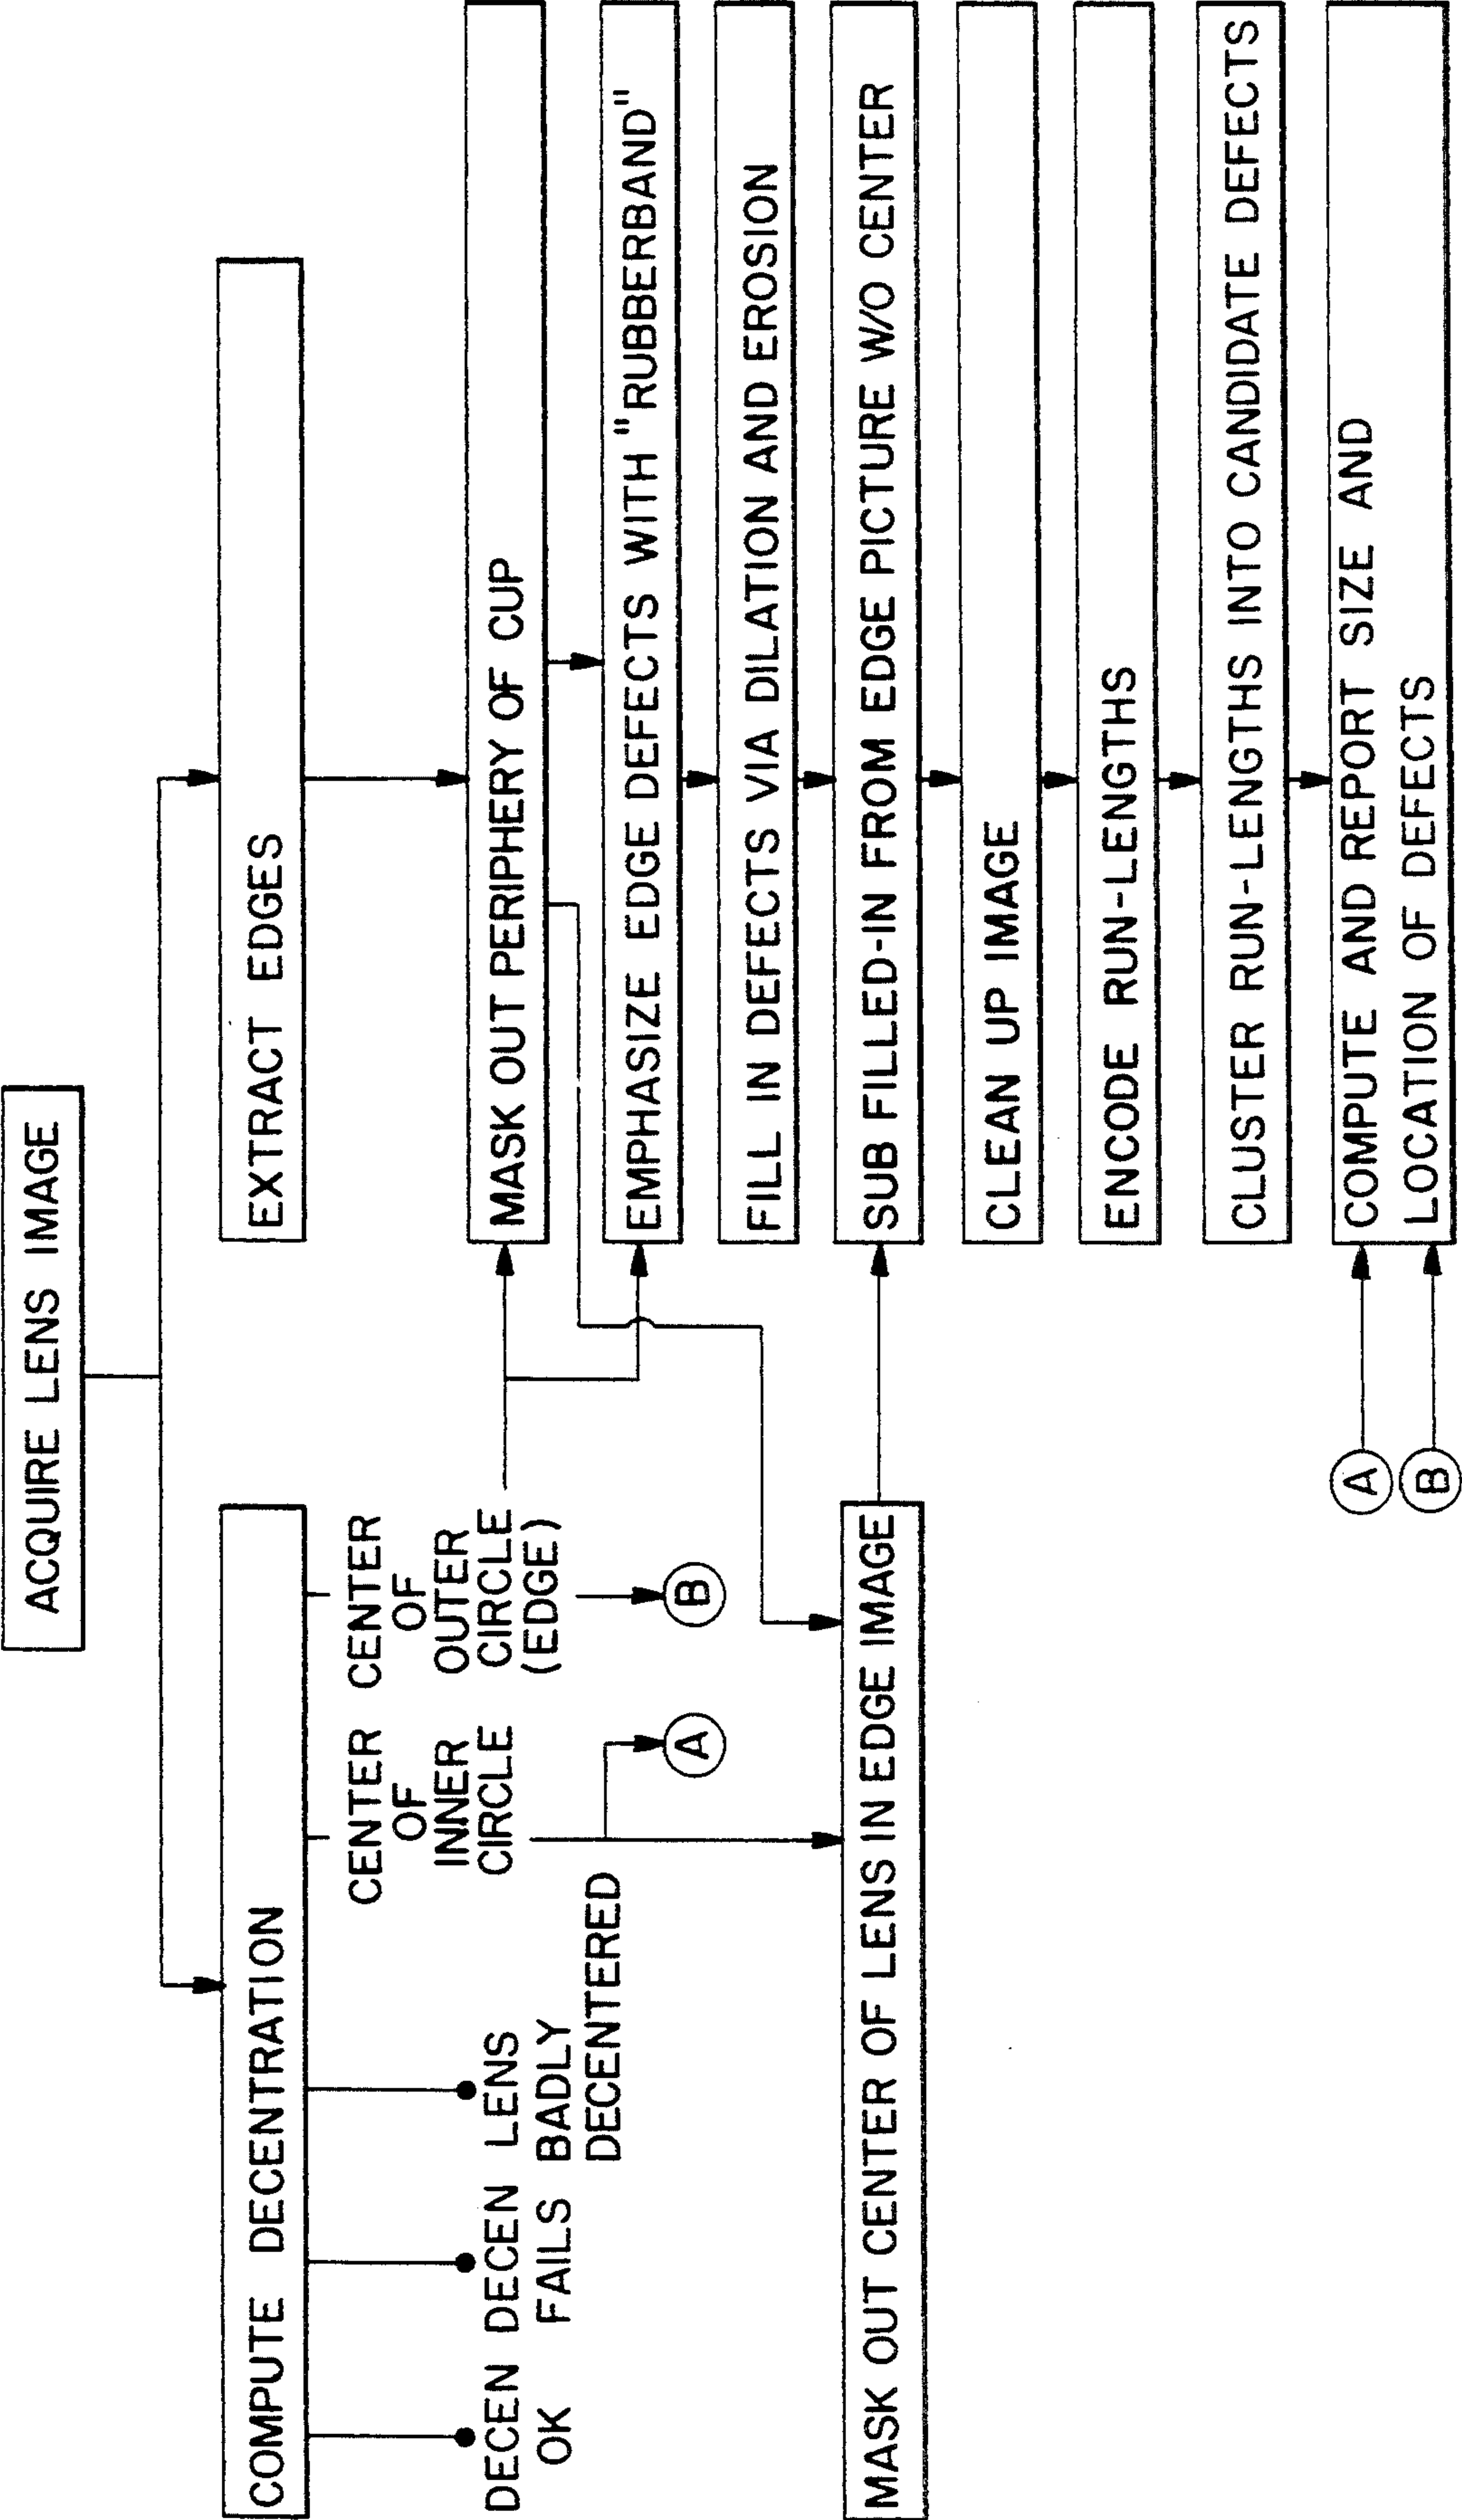 ACQUIRE LENS IMAGE
COMPUTE DECENTRATION
EXTRACT EDGES
DECEN
OK
DECEN
FAILS
LENS
BADLY
DECENTERED
CENTER
OF
INNER
CIRCLE
CENTER
OF
OUTER
CIRCLE
(EDGE)
A
B
MASK OUT PERIPHERY OF CUP
EMPHASIZE EDGE DEFECTS WITH "RUBBERBAND"
FILL IN DEFECTS VIA DILATION AND EROSION
MASK OUT CENTER OF LENS IN EDGE IMAGE
SUB FILLED-IN FROM EDGE PICTURE W/O CENTER
CLEAN UP IMAGE
ENCODE RUN-LENGTHS
CLUSTER RUN-LENGTHS INTO CANDIDATE DEFECTS
A
B
COMPUTE AND REPORT SIZE AND
LOCATION OF DEFECTS